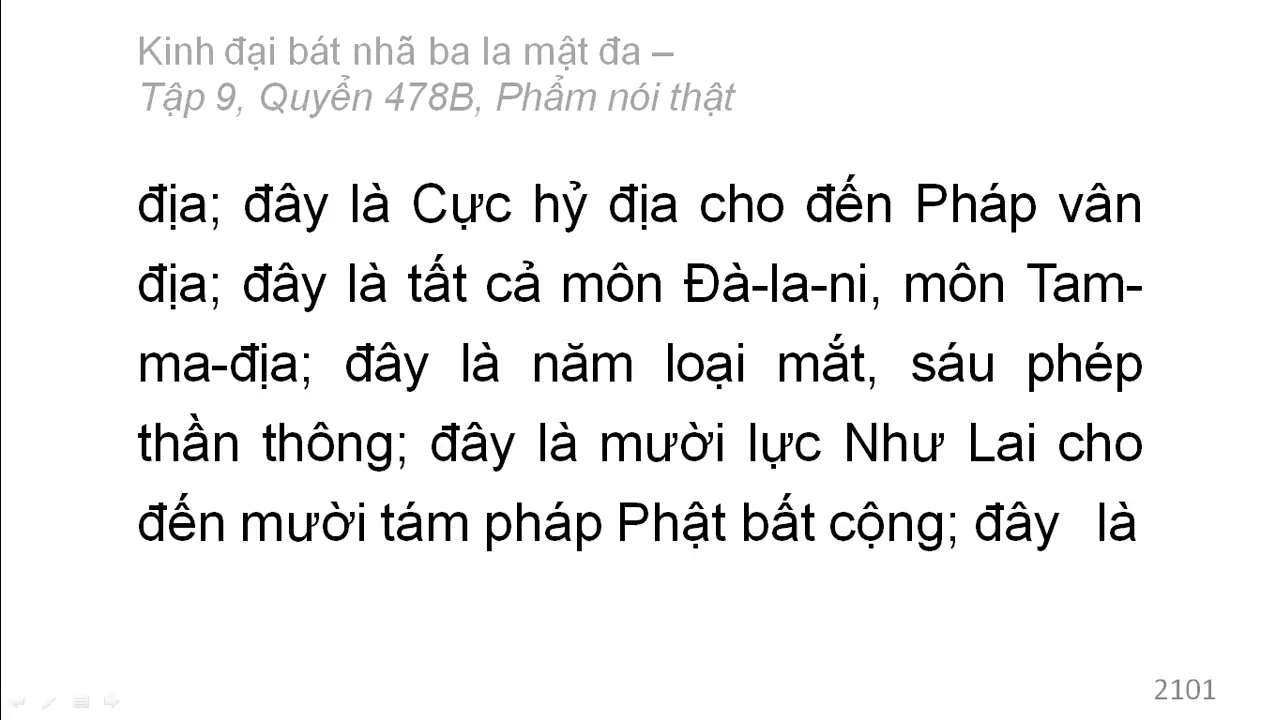 Kinh đại bát nhã ba la mật đa –
Tập 9, Quyển 478B, Phẩm nói thật
địa; đây là Cực hỷ địa cho đến Pháp vân
địa; đây là tất cả môn Đà-la-ni, môn Tam-
ma-địa; đây là năm loại mắt, sáu phép
thần thông; đây là mười lực Như Lai cho
đến mười tám pháp Phật bất cộng; đây là
2101